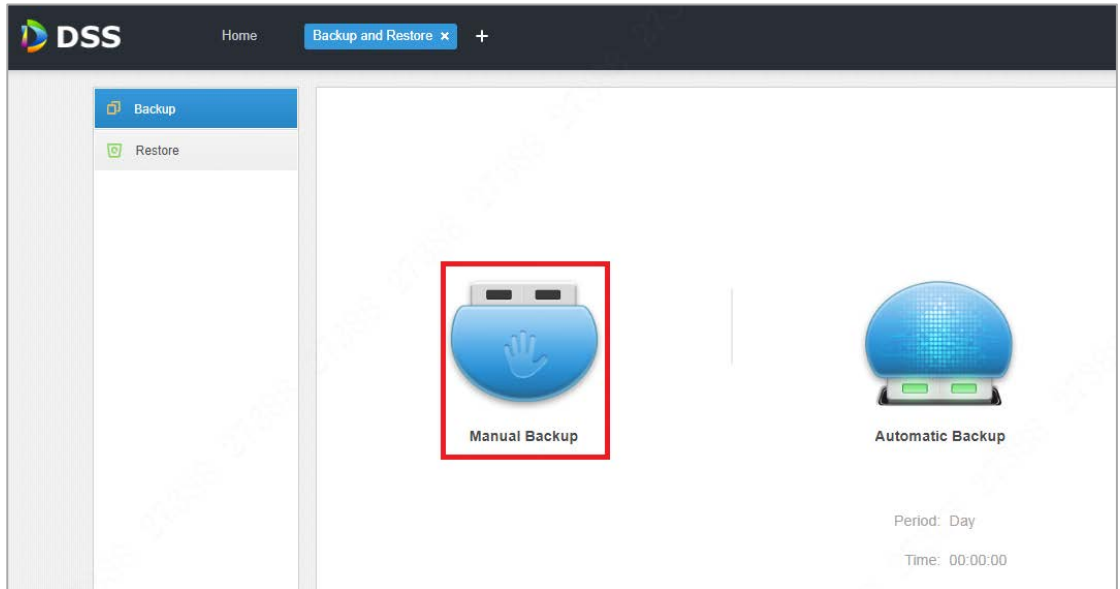 DSS Home Backup and Restore × +
Backup
Restore
Manual Backup
Automatic Backup
Period: Day
Time: 00:00:00